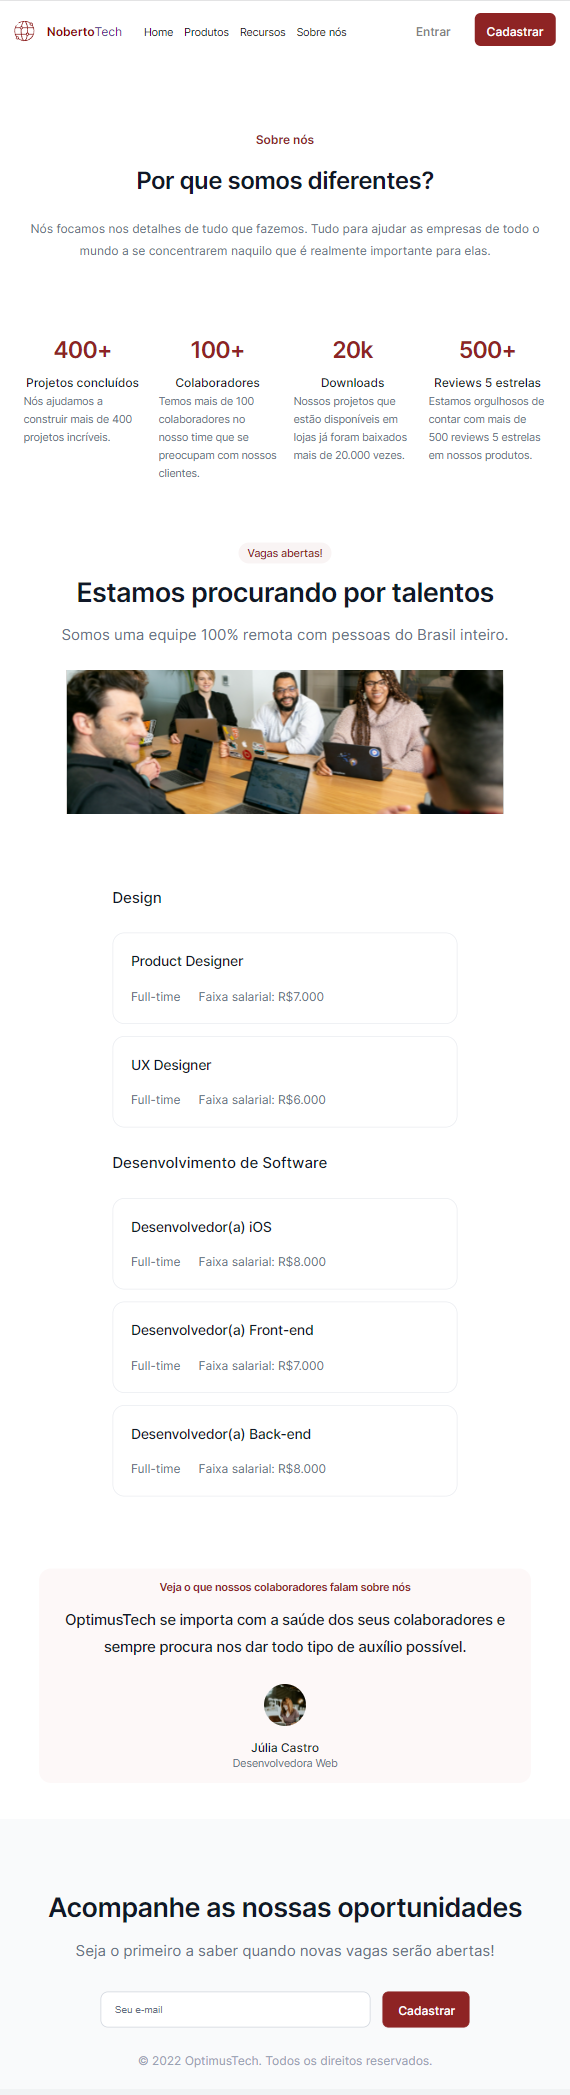 NobertoTech Home Produtos Recursos Sobre nós Entrar Cadastrar
Sobre nós
Por que somos diferentes?
Nós focamos nos detalhes de tudo que fazemos. Tudo para ajudar as empresas de todo o
mundo a se concentrarem naquilo que é realmente importante para elas.
400+
Projetos concluídos
Nós ajudamos a
construir mais de 400
projetos incríveis.
100+
Colaboradores
Temos mais de 100
colaboradores no
nosso time que se
preocupam com nossos
clientes.
20k
Downloads
Nossos projetos que
estão disponíveis em
lojas já foram baixados
mais de 20.000 vezes.
500+
Reviews 5 estrelas
Estamos orgulhosos de
contar com mais de
500 reviews 5 estrelas
em nossos produtos.
Vagas abertas!
Estamos procurando por talentos
Somos uma equipe 100% remota com pessoas do Brasil inteiro.
Design
Product Designer
Full-time Faixa salarial: R$7.000
UX Designer
Full-time Faixa salarial: R$6.000
Desenvolvimento de Software
Desenvolvedor(a) iOS
Full-time Faixa salarial: R$8.000
Desenvolvedor(a) Front-end
Full-time Faixa salarial: R$7.000
Desenvolvedor(a) Back-end
Full-time Faixa salarial: R$8.000
Veja o que nossos colaboradores falam sobre nós
OptimusTech se importa com a saúde dos seus colaboradores e
sempre procura nos dar todo tipo de auxílio possível.
Júlia Castro
Desenvolvedora Web
Acompanhe as nossas oportunidades
Seja o primeiro a saber quando novas vagas serão abertas!
Seu e-mail Cadastrar
© 2022 OptimusTech. Todos os direitos reservados.